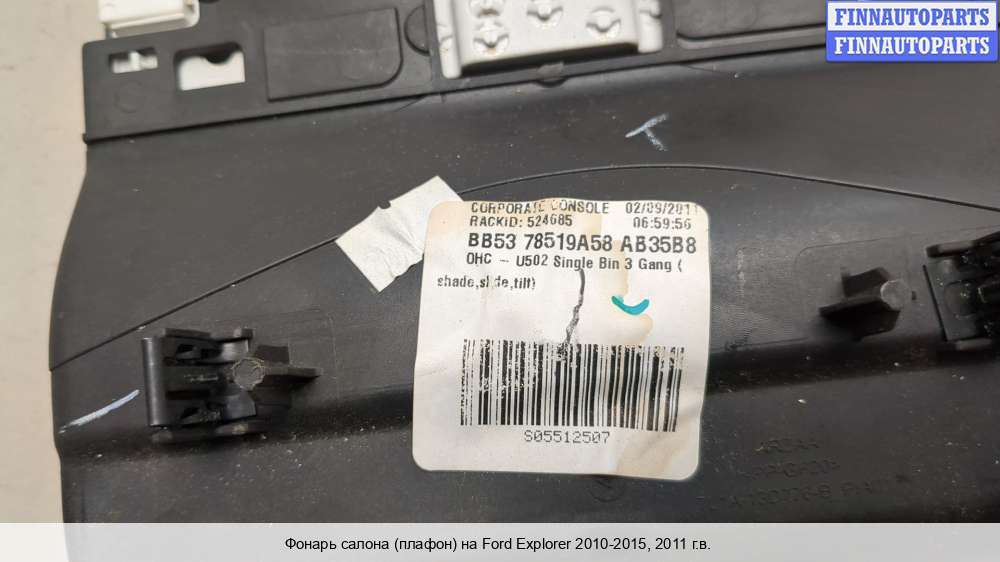 FINNAUTOPARTS
FINNAUTOPARTS
T
CORPORATE CONSOLE 02/09/2011
RACKID: 524685 06:59:56
BB53 78519A58 AB35B8
OHC - U502 Single Bin 3 Gang (
shade,slide,tilt)
S05512507
Фонарь салона (плафон) на Ford Explorer 2010-2015, 2011 г.в.